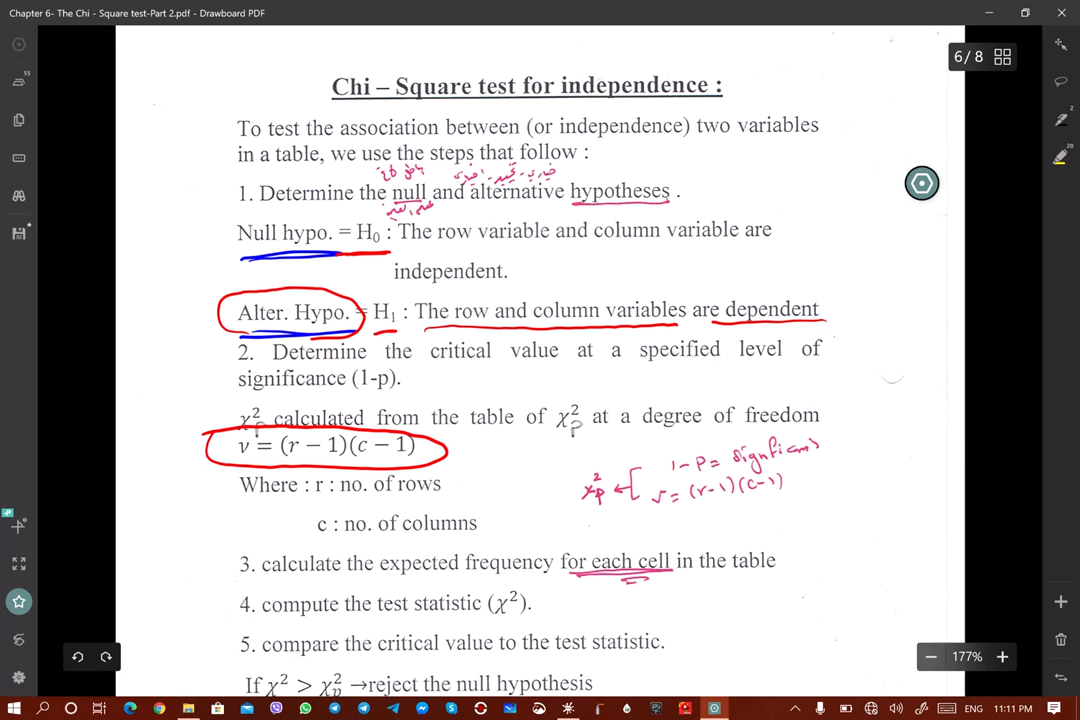 Chapter 6- The Chi - Square test-Part 2.pdf - Drawboard PDF
6 / 8
55
2
20
Chi – Square test for independence :
To test the association between (or independence) two variables
in a table, we use the steps that follow :
1. Determine the null and alternative hypotheses .
Null hypo. = H₀ : The row variable and column variable are
independent.
Alter. Hypo. = H₁ : The row and column variables are dependent
2. Determine the critical value at a specified level of
significance (1-p).
χ²ₚ calculated from the table of χ²ₚ at a degree of freedom
ν = (r − 1)(c − 1)
1 - P =
χ²ₚ ← [ ν = (r-1)(c-1)
Where : r : no. of rows
c : no. of columns
3. calculate the expected frequency for each cell in the table
4. compute the test statistic (χ²).
5. compare the critical value to the test statistic.
If χ² > χ²ₚ →reject the null hypothesis
177%
ENG 11:11 PM